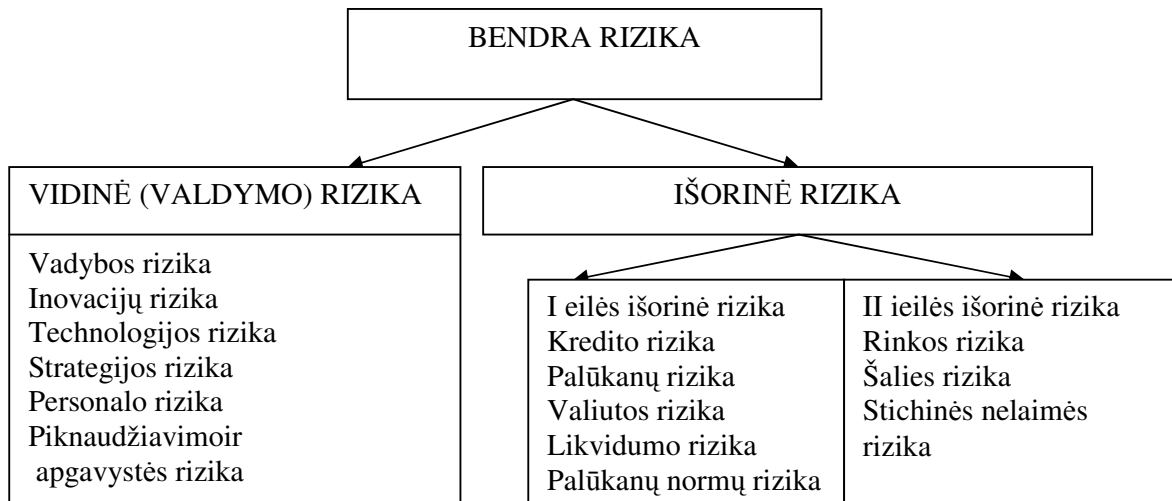 BENDRA RIZIKA
VIDINĖ (VALDYMO) RIZIKA
Vadybos rizika
Inovacijų rizika
Technologijos rizika
Strategijos rizika
Personalo rizika
Piknaudžiavimoir
apgavystės rizika
IŠORINĖ RIZIKA
I eilės išorinė rizika
Kredito rizika
Palūkanų rizika
Valiutos rizika
Likvidumo rizika
Palūkanų normų rizika
II ieilės išorinė rizika
Rinkos rizika
Šalies rizika
Stichinės nelaimės
rizika